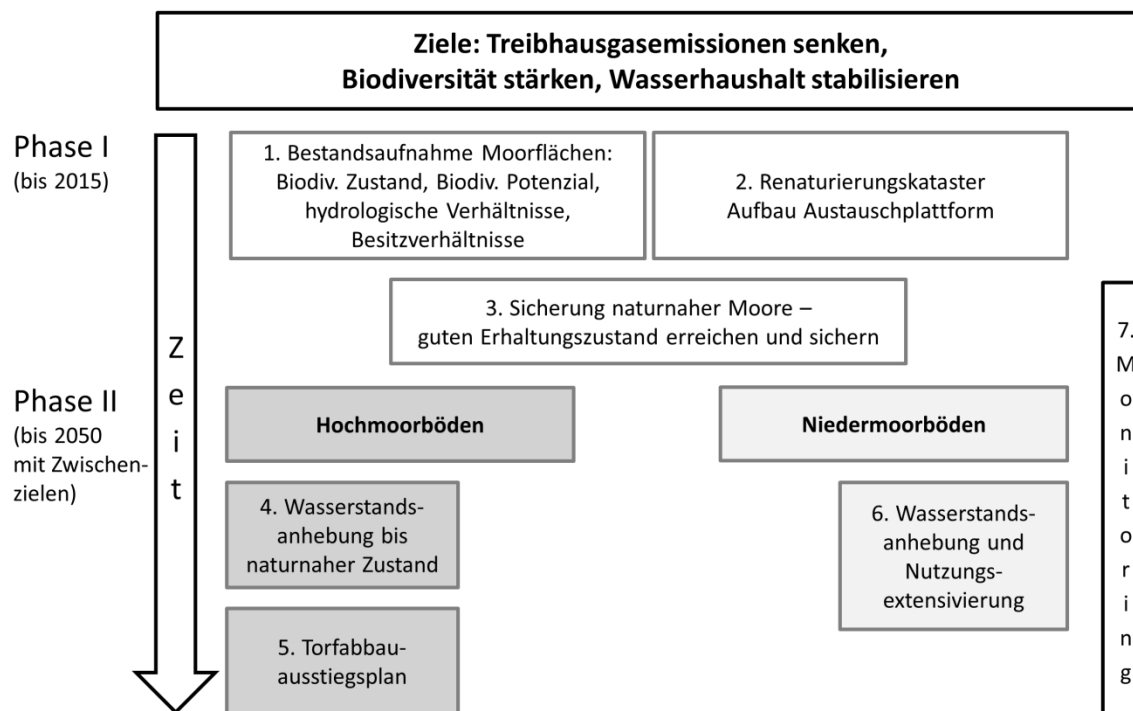 Ziele: Treibhausgasemissionen senken,
Biodiversität stärken, Wasserhaushalt stabilisieren
Phase I
(bis 2015)
1. Bestandsaufnahme Moorflächen:
Biodiv. Zustand, Biodiv. Potenzial,
hydrologische Verhältnisse,
Besitzverhältnisse
2. Renaturierungskataster
Aufbau Austauschplattform
3. Sicherung naturnaher Moore –
guten Erhaltungszustand erreichen und sichern
Z
e
i
t
Phase II
(bis 2050
mit Zwischen-
zielen)
Hochmoorböden
Niedermoorböden
4. Wasserstands-
anhebung bis
naturnaher Zustand
6. Wasserstands-
anhebung und
Nutzungs-
extensivierung
5. Torfabbau-
ausstiegsplan
7.
M
o
n
i
t
o
r
i
n
g